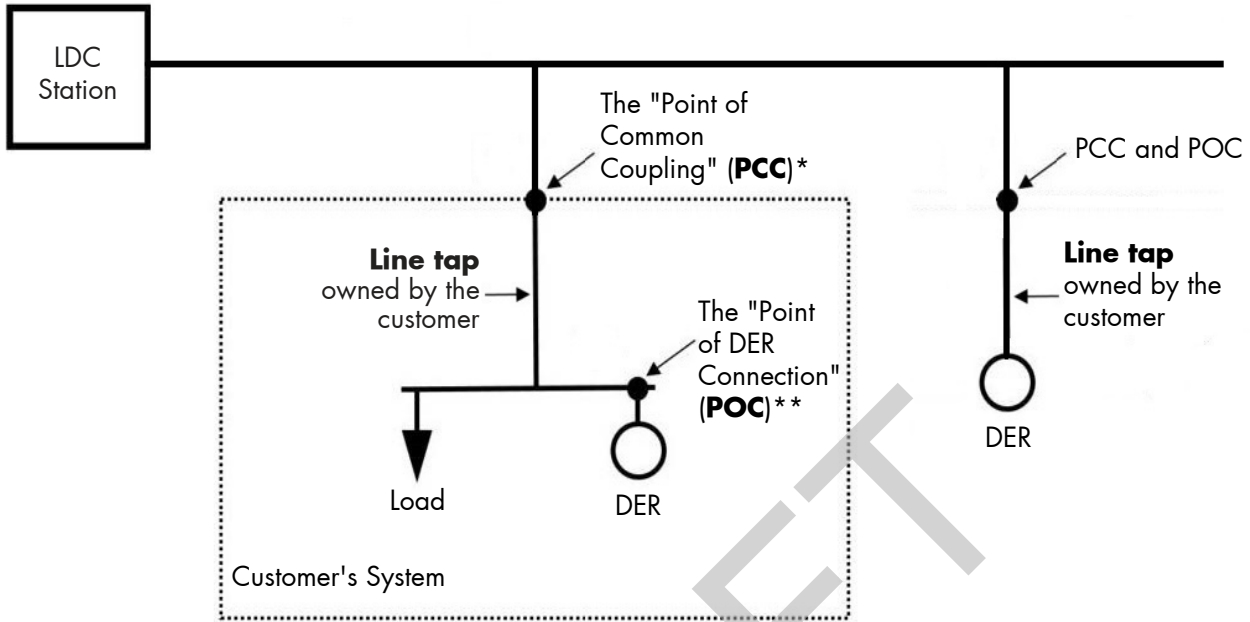 LDC
Station
The "Point of
Common
Coupling" (PCC)*
PCC and POC
Line tap
owned by the
customer
The "Point
of DER
Connection"
(POC)**
Line tap
owned by the
customer
Load
DER
DER
Customer's System